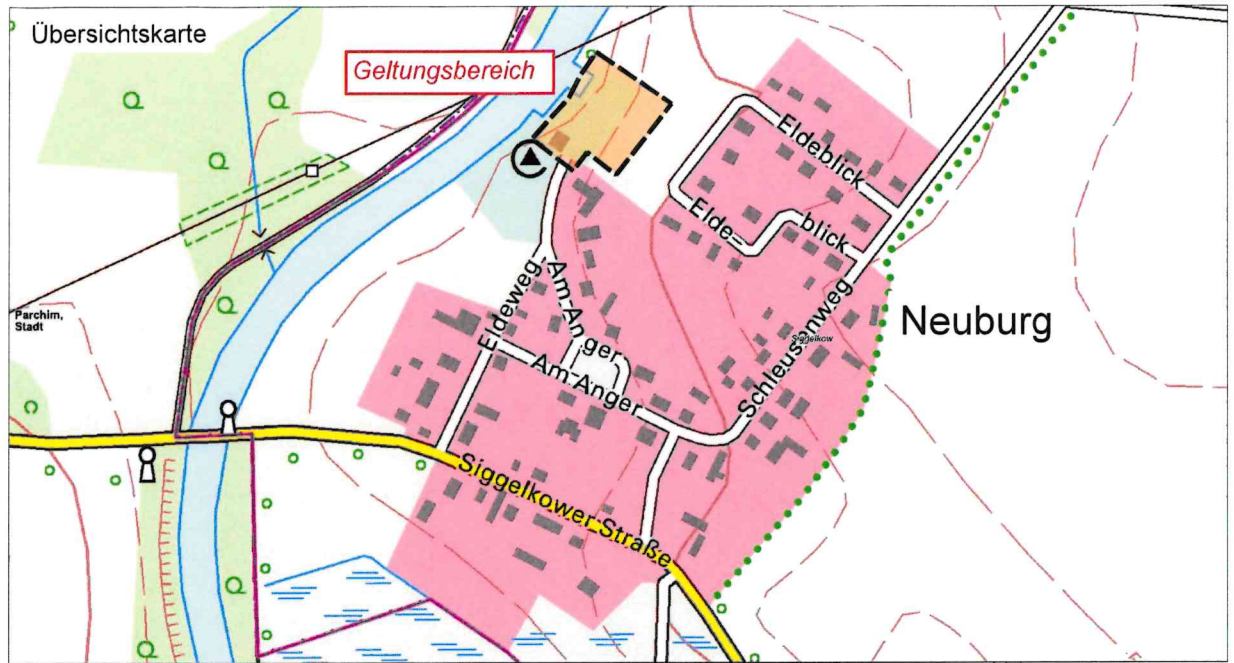 Übersichtskarte
Geltungsbereich
Eldeblick
Elde-
blick
Parchim,
Stadt
Eldeweg
Am Anger
Am Anger
Schleusenweg
Siggelkow
Neuburg
Siggelkower Straße